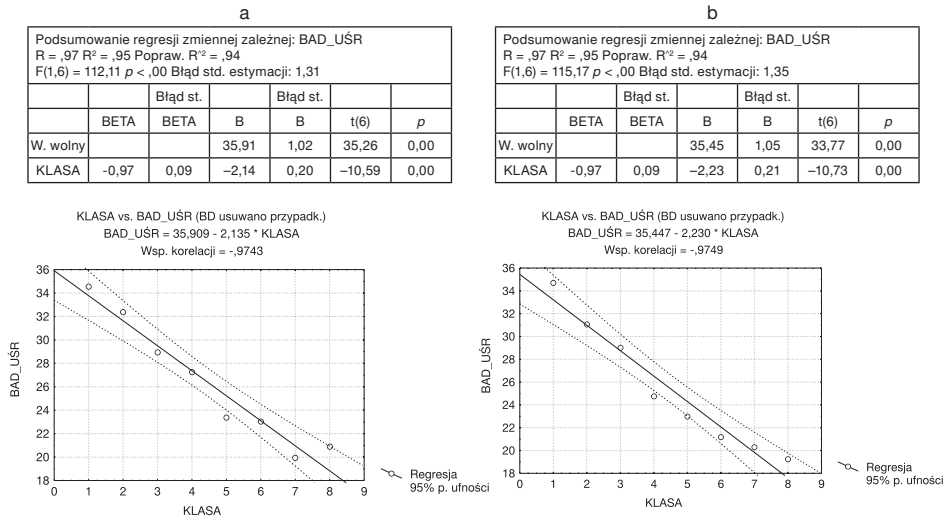 a
Podsumowanie regresji zmiennej zależnej: BAD_UŚR
R = ,97 R² = ,95 Popraw. R^² = ,94
F(1,6) = 112,11 p < ,00 Błąd std. estymacji: 1,31
Błąd st. Błąd st.
BETA BETA B B t(6) p
W. wolny 35,91 1,02 35,26 0,00
KLASA -0,97 0,09 –2,14 0,20 –10,59 0,00
KLASA vs. BAD_UŚR (BD usuwano przypadk.)
BAD_UŚR = 35,909 - 2,135 * KLASA
Wsp. korelacji = -,9743
BAD_UŚR
36
34
32
30
28
26
24
22
20
18
0 1 2 3 4 5 6 7 8 9
KLASA
Regresja
95% p. ufności
b
Podsumowanie regresji zmiennej zależnej: BAD_UŚR
R = ,97 R² = ,95 Popraw. R^² = ,94
F(1,6) = 115,17 p < ,00 Błąd std. estymacji: 1,35
Błąd st. Błąd st.
BETA BETA B B t(6) p
W. wolny 35,45 1,05 33,77 0,00
KLASA -0,97 0,09 –2,23 0,21 –10,73 0,00
KLASA vs. BAD_UŚR (BD usuwano przypadk.)
BAD_UŚR = 35,447 - 2,230 * KLASA
Wsp. korelacji = -,9749
BAD_UŚR
36
34
32
30
28
26
24
22
20
18
0 1 2 3 4 5 6 7 8 9
KLASA
Regresja
95% p. ufności